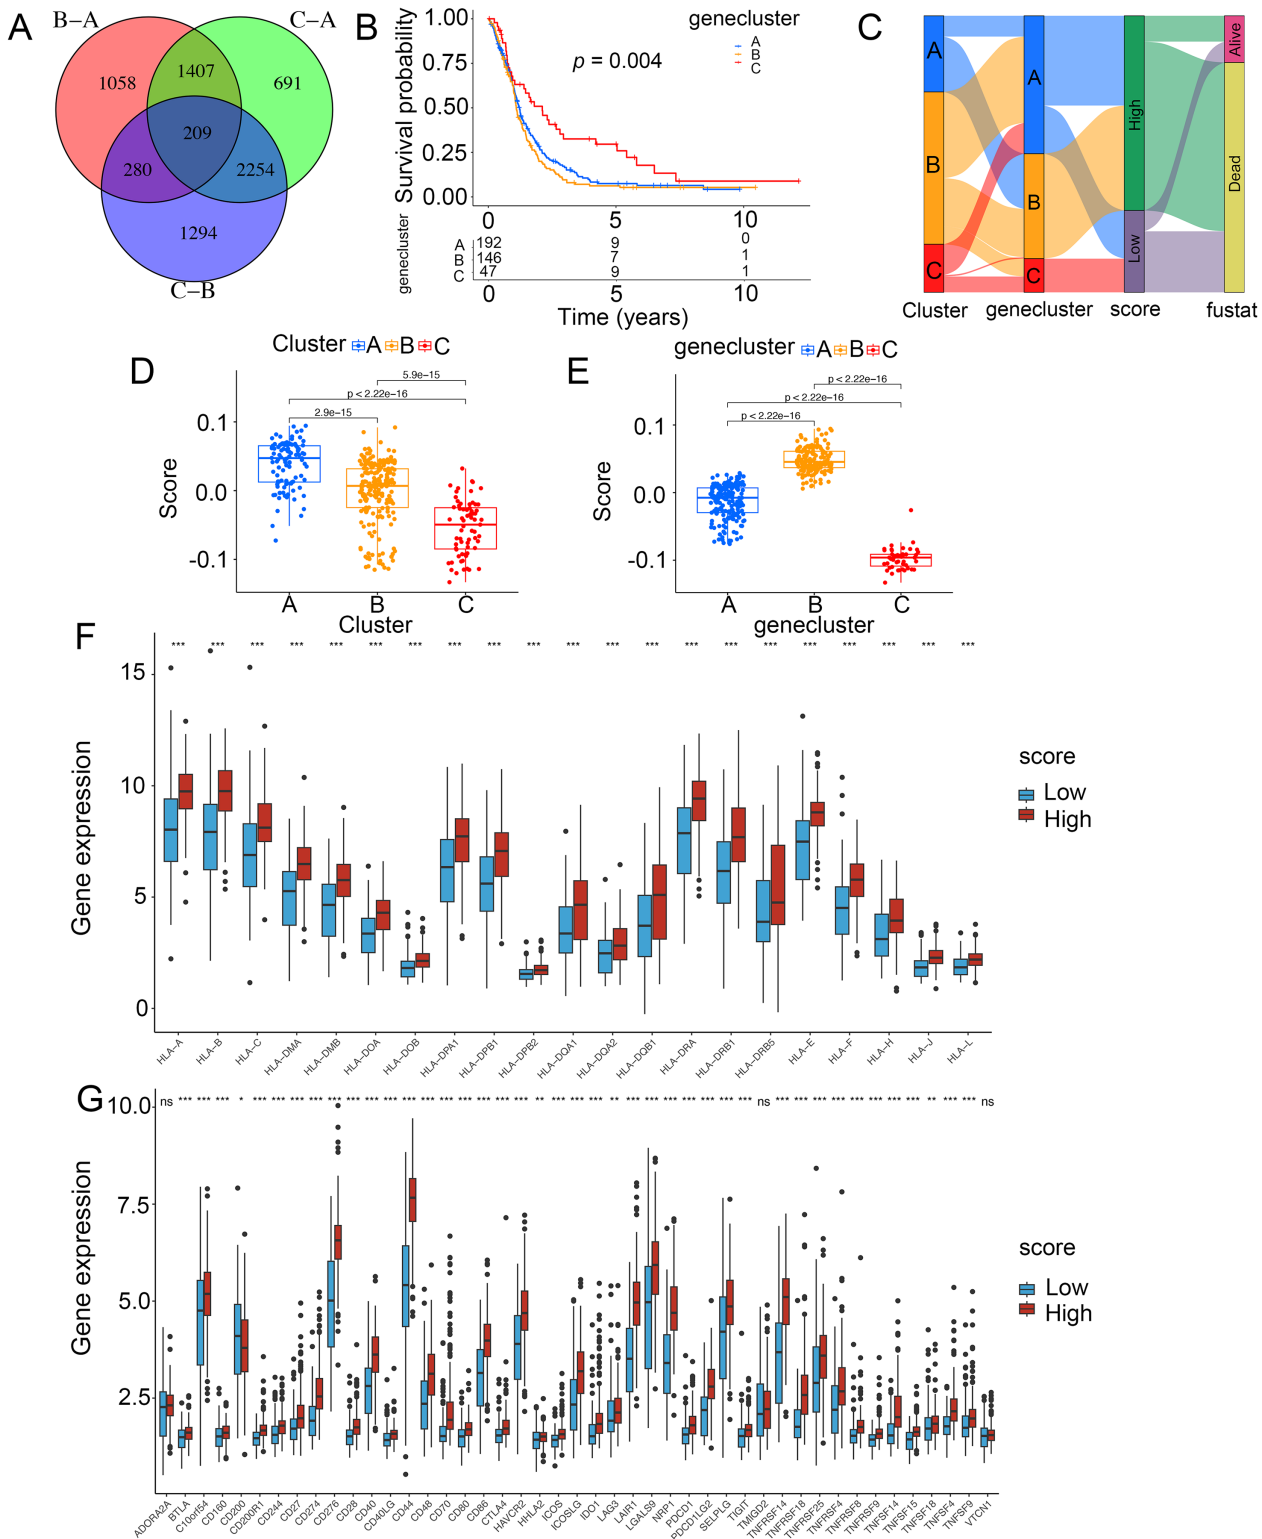 A
B-A
C-A
1058
1407
691
209
280
2254
1294
C-B
B
genecluster
A
B
C
p = 0.004
Survival probability
1.00
0.75
0.50
0.25
0.00
0
5
10
genecluster
A 192 9 0
B 146 7 1
C 47 9 1
0 5 10
Time (years)
C
A
B
C
A
B
C
High
Low
Alive
Dead
Cluster
genecluster
score
fustat
D
Cluster A B C
5.9e-15
p < 2.22e-16
2.9e-15
Score
0.1
0.0
-0.1
A B C
Cluster
E
genecluster A B C
p < 2.22e-16
p < 2.22e-16
p < 2.22e-16
Score
0.1
0.0
-0.1
A B C
genecluster
F
*** *** *** *** *** *** *** *** *** *** *** *** *** *** *** *** *** *** *** *** ***
Gene expression
15
10
5
0
HLA-A
HLA-B
HLA-C
HLA-DMA
HLA-DMB
HLA-DOA
HLA-DOB
HLA-DPA1
HLA-DPB1
HLA-DPB2
HLA-DQA1
HLA-DQA2
HLA-DQB1
HLA-DRA
HLA-DRB1
HLA-DRB5
HLA-E
HLA-F
HLA-H
HLA-J
HLA-L
score
Low
High
G
ns *** *** *** * *** *** *** *** *** *** *** *** *** *** *** *** *** *** *** ** *** *** *** ** *** *** *** *** *** *** *** ns *** *** *** *** *** *** *** *** ** *** *** ns
Gene expression
10.0
7.5
5.0
2.5
ADORA2A
BTLA
C10orf54
CD160
CD200
CD200R1
CD244
CD27
CD274
CD276
CD28
CD40
CD40LG
CD44
CD48
CD70
CD80
CD86
CTLA4
HAVCR2
HHLA2
ICOS
ICOSLG
IDO1
LAG3
LAIR1
LGALS9
NRP1
PDCD1
PDCD1LG2
SELPLG
TIGIT
TMIGD2
TNFRSF14
TNFRSF18
TNFRSF25
TNFRSF4
TNFRSF8
TNFRSF9
TNFSF14
TNFSF15
TNFSF18
TNFSF4
TNFSF9
VTCN1
score
Low
High